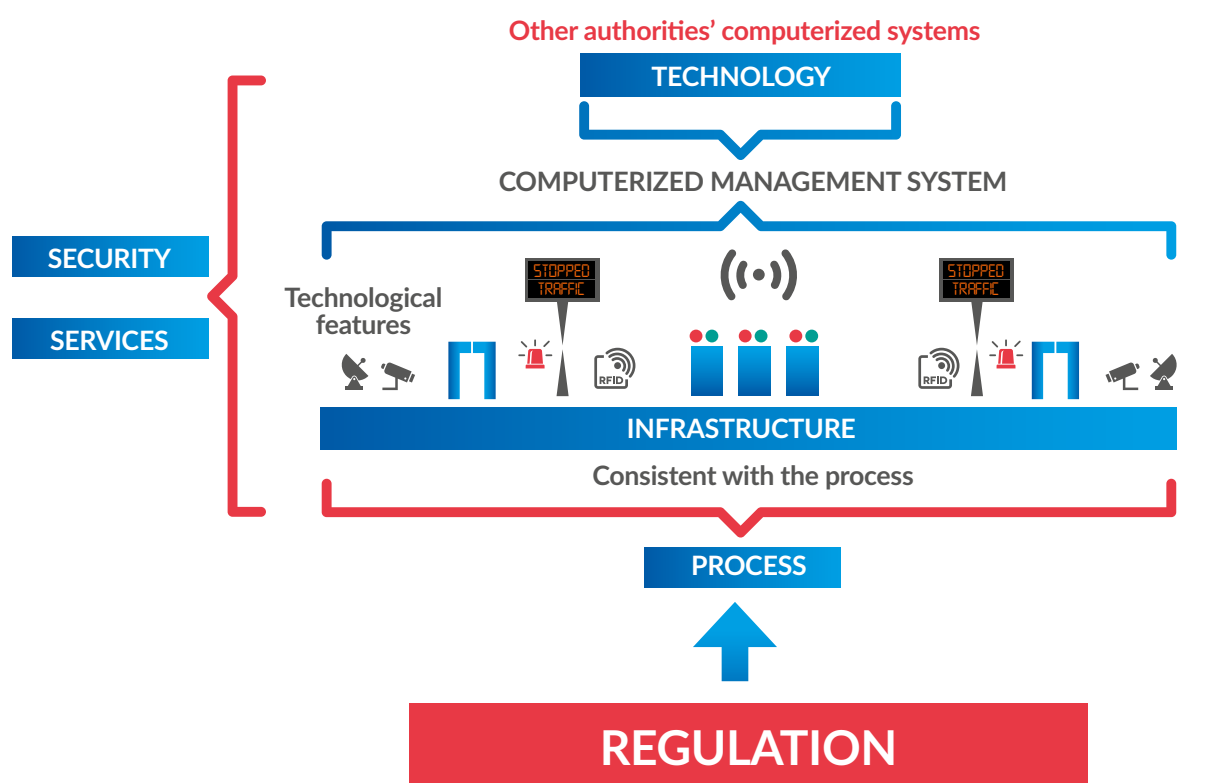 Other authorities’ computerized systems
TECHNOLOGY
COMPUTERIZED MANAGEMENT SYSTEM
SECURITY
SERVICES
Technological
features
STOPPED
TRAFFIC
STOPPED
TRAFFIC
RFID
RFID
INFRASTRUCTURE
Consistent with the process
PROCESS
REGULATION